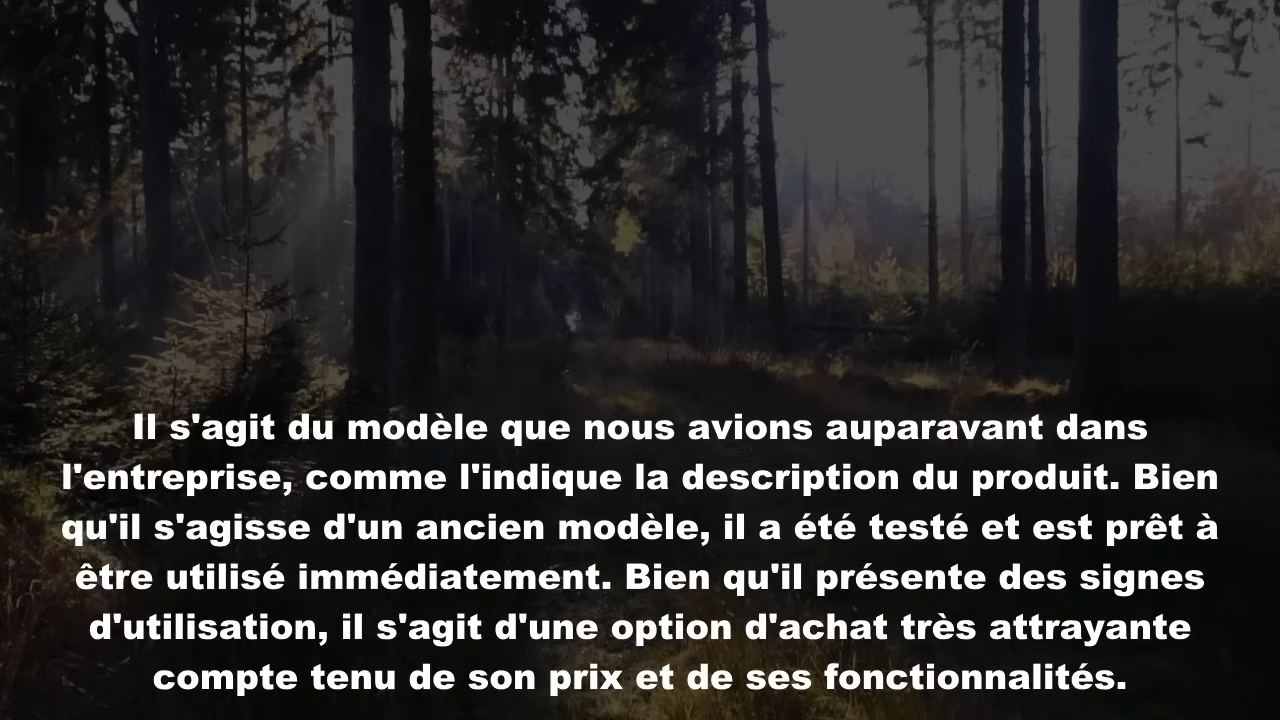 Il s'agit du modèle que nous avions auparavant dans
l'entreprise, comme l'indique la description du produit. Bien
qu'il s'agisse d'un ancien modèle, il a été testé et est prêt à
être utilisé immédiatement. Bien qu'il présente des signes
d'utilisation, il s'agit d'une option d'achat très attrayante
compte tenu de son prix et de ses fonctionnalités.